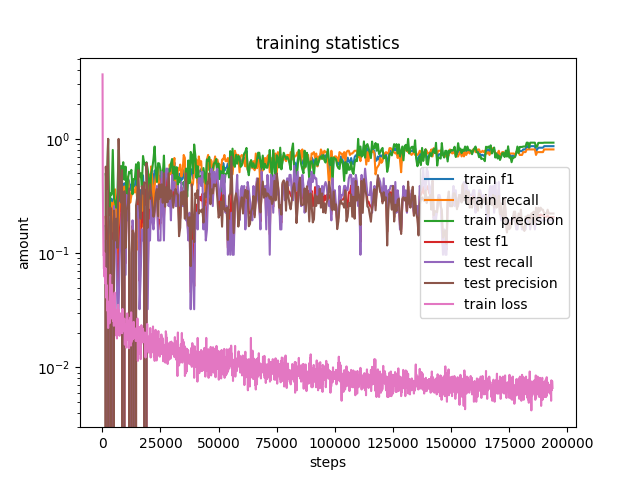 training statistics
amount
10⁰
10⁻¹
10⁻²
train f1
train recall
train precision
test f1
test recall
test precision
train loss
0 25000 50000 75000 100000 125000 150000 175000 200000
steps